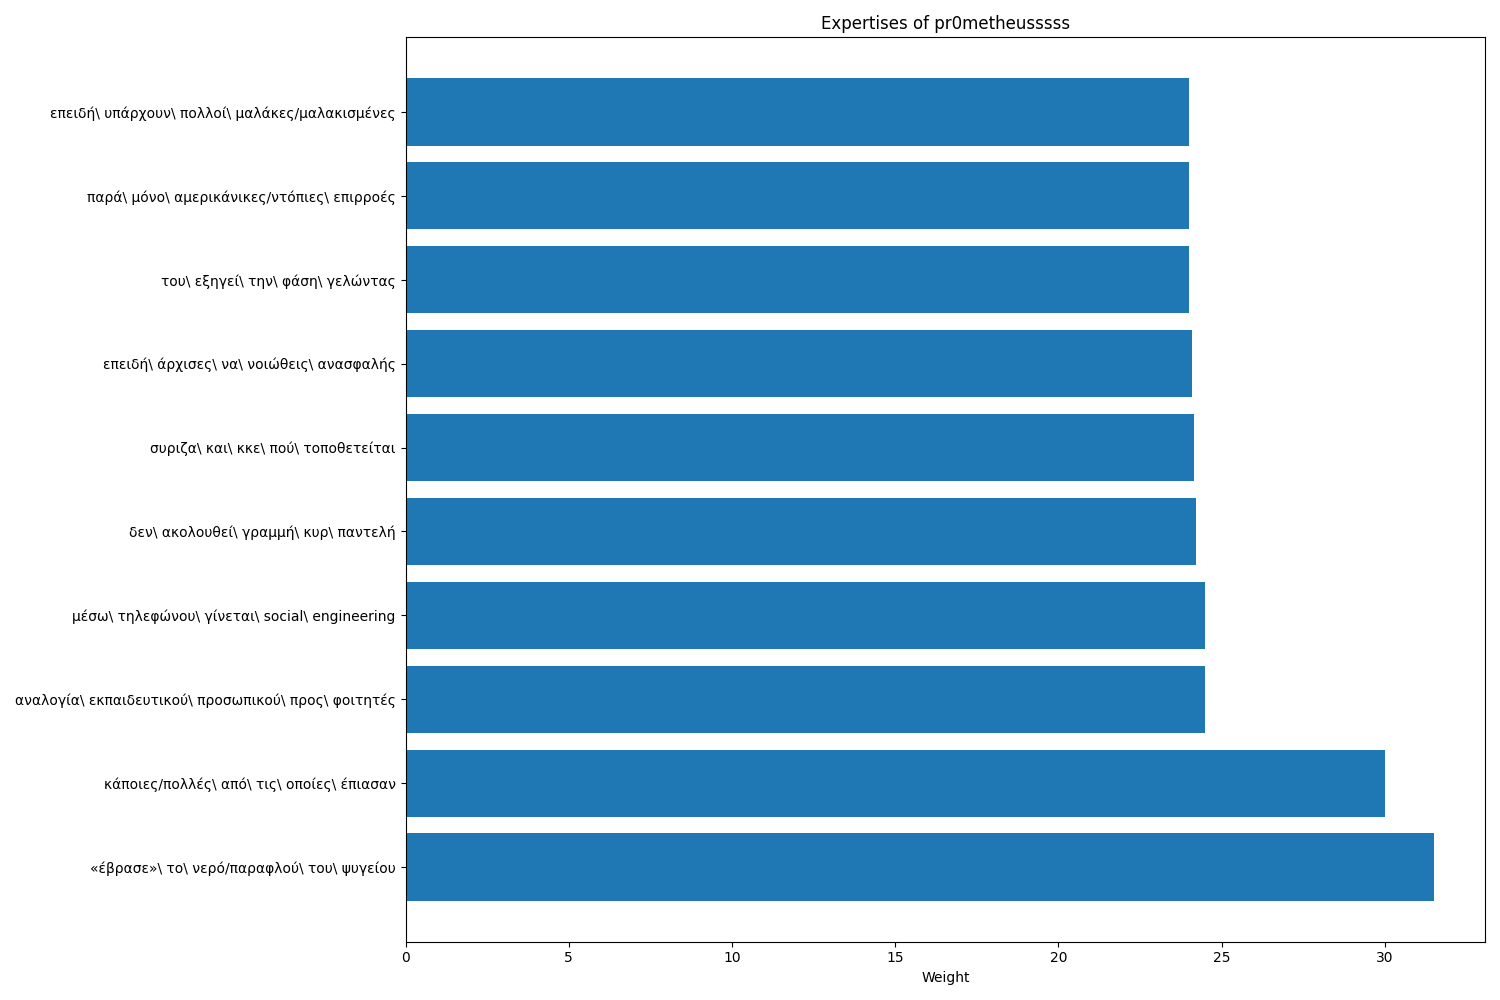 Expertises of pr0metheusssss
επειδή\ υπάρχουν\ πολλοί\ μαλάκες/μαλακισμένες
παρά\ μόνο\ αμερικάνικες/ντόπιες\ επιρροές
του\ εξηγεί\ την\ φάση\ γελώντας
επειδή\ άρχισες\ να\ νοιώθεις\ ανασφαλής
συριζα\ και\ κκε\ πού\ τοποθετείται
δεν\ ακολουθεί\ γραμμή\ κυρ\ παντελή
μέσω\ τηλεφώνου\ γίνεται\ social\ engineering
αναλογία\ εκπαιδευτικού\ προσωπικού\ προς\ φοιτητές
κάποιες/πολλές\ από\ τις\ οποίες\ έπιασαν
«έβρασε»\ το\ νερό/παραφλού\ του\ ψυγείου
0 5 10 15 20 25 30
Weight